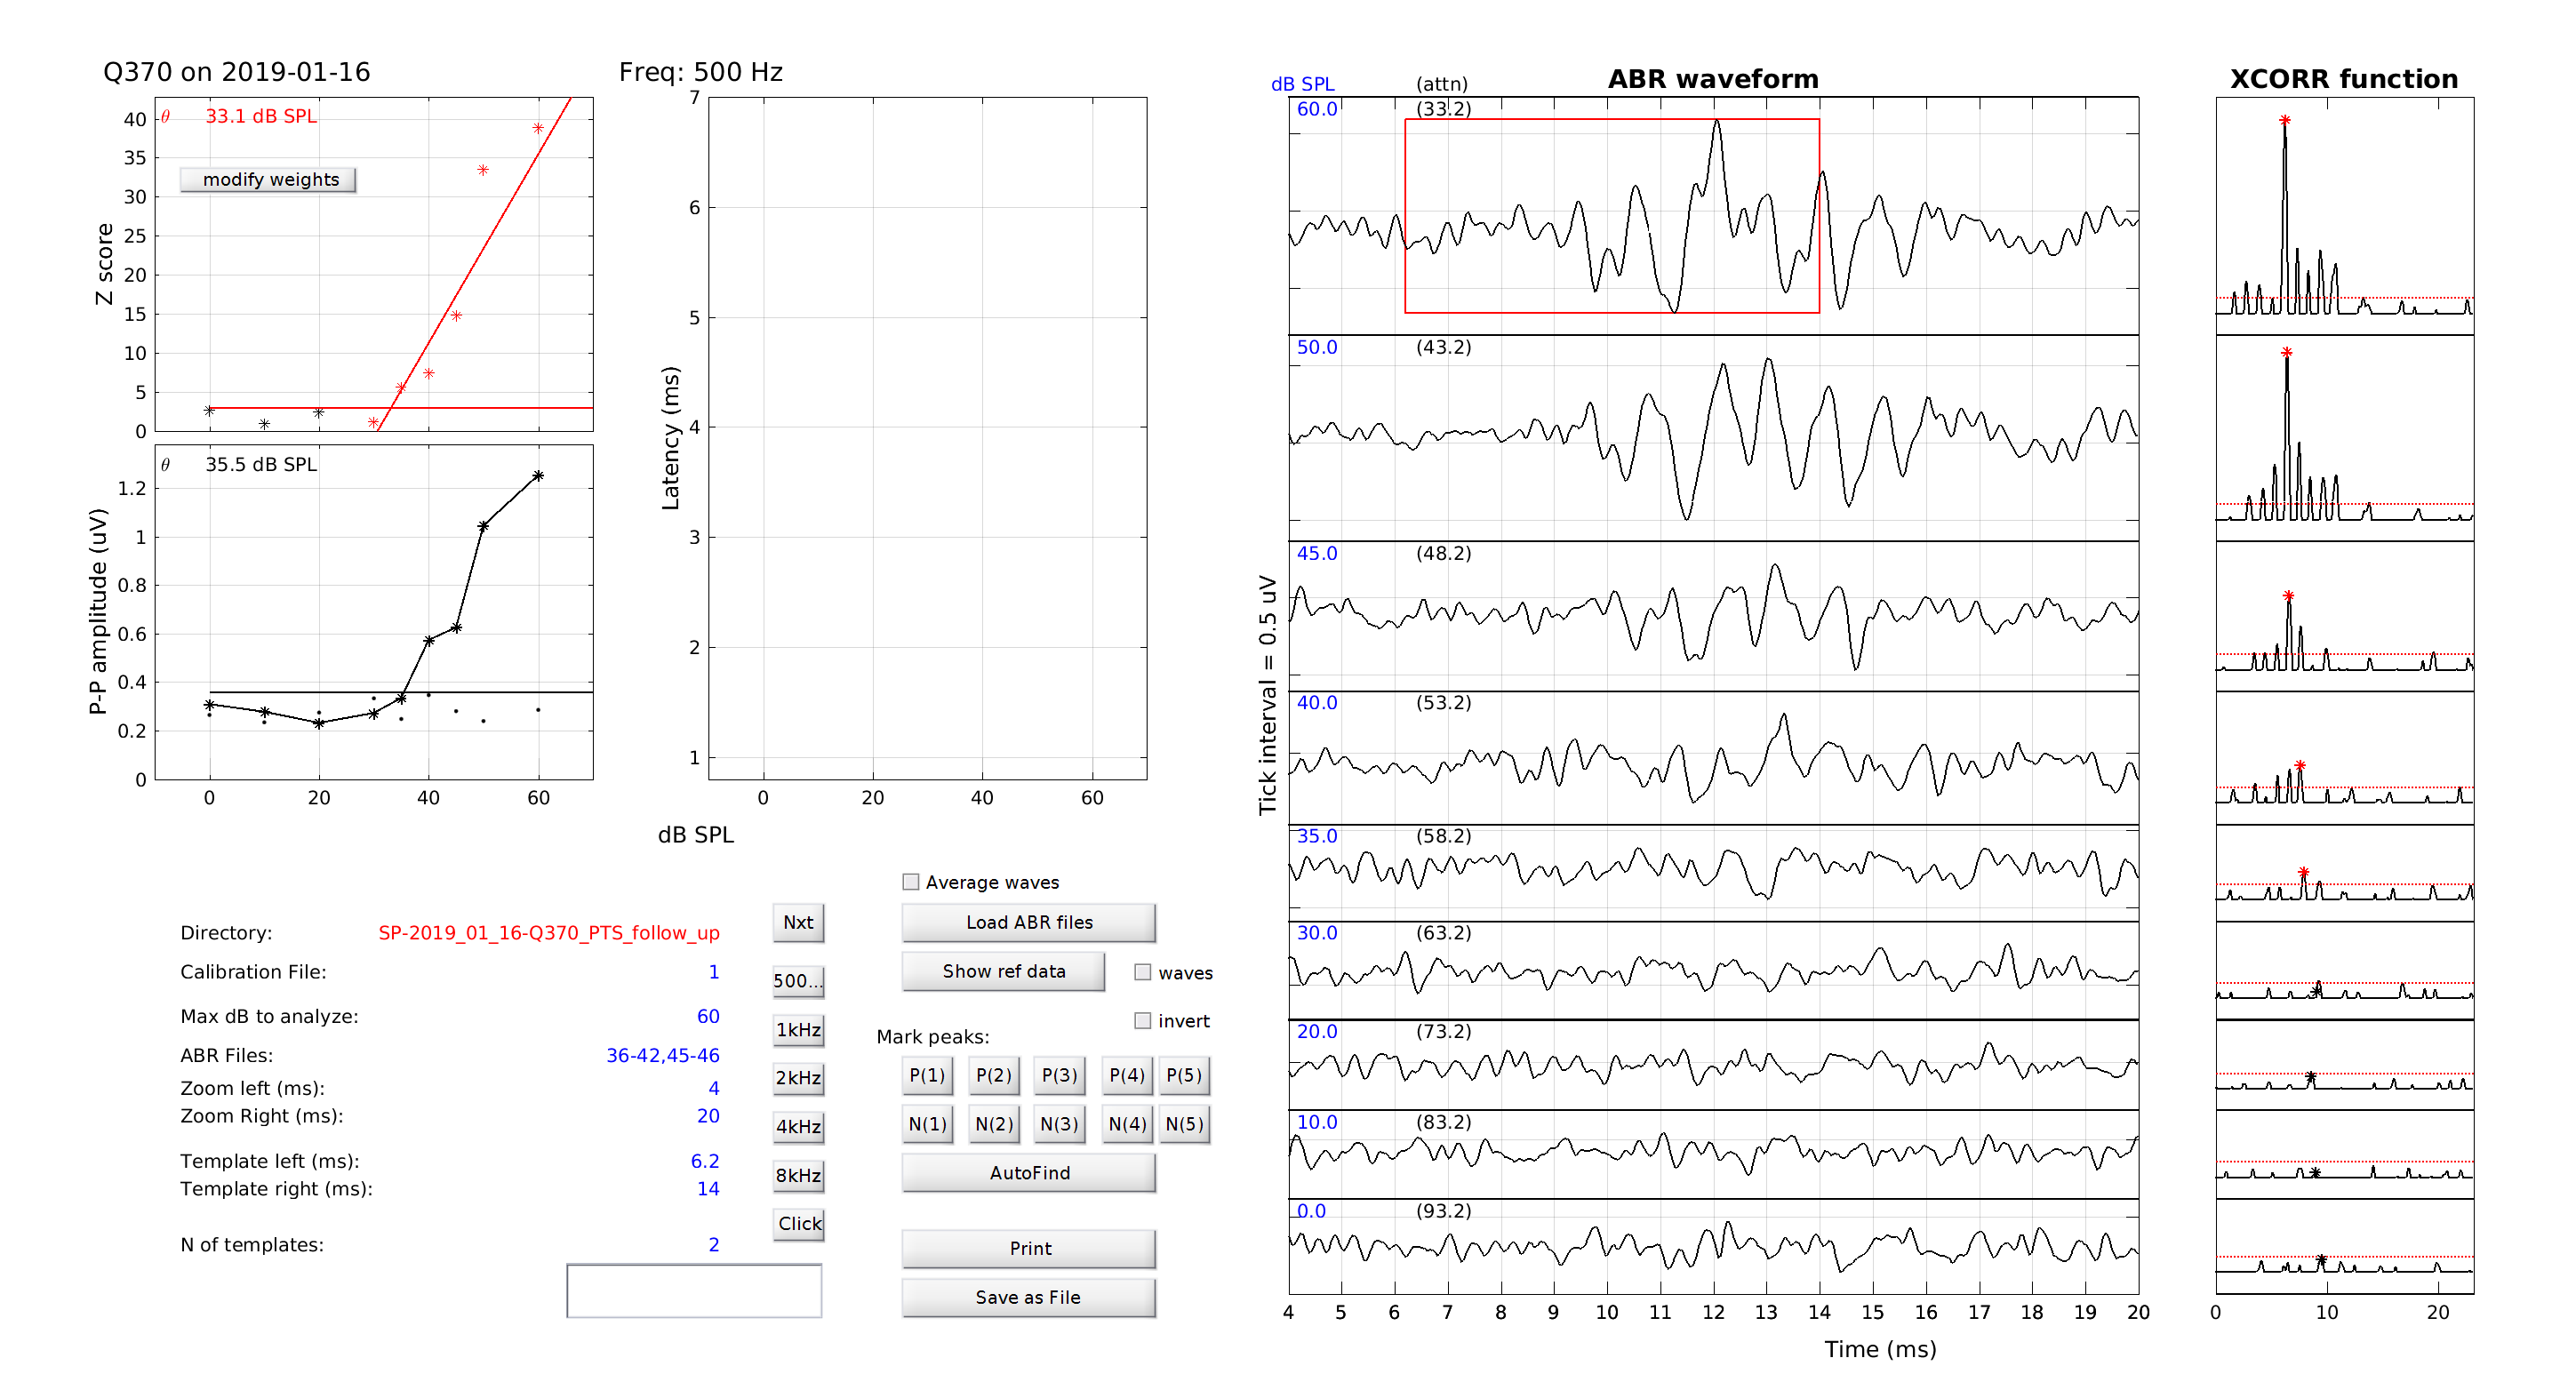 Q370 on 2019-01-16
Freq: 500 Hz
ABR waveform
XCORR function
θ 33.1 dB SPL
modify weights
Z score
40
35
30
25
20
15
10
5
0
θ 35.5 dB SPL
P-P amplitude (uV)
1.2
1
0.8
0.6
0.4
0.2
0
0 20 40 60
Latency (ms)
7
6
5
4
3
2
1
0 20 40 60
dB SPL
Directory: SP-2019_01_16-Q370_PTS_follow_up
Calibration File: 1
Max dB to analyze: 60
ABR Files: 36-42,45-46
Zoom left (ms): 4
Zoom Right (ms): 20
Template left (ms): 6.2
Template right (ms): 14
N of templates: 2
Nxt
500...
1kHz
2kHz
4kHz
8kHz
Click
Average waves
Load ABR files
Show ref data
waves
invert
Mark peaks:
P(1) P(2) P(3) P(4) P(5)
N(1) N(2) N(3) N(4) N(5)
AutoFind
Print
Save as File
dB SPL (attn)
60.0 (33.2)
50.0 (43.2)
45.0 (48.2)
40.0 (53.2)
35.0 (58.2)
30.0 (63.2)
20.0 (73.2)
10.0 (83.2)
0.0 (93.2)
Tick interval = 0.5 uV
4 5 6 7 8 9 10 11 12 13 14 15 16 17 18 19 20
Time (ms)
0 10 20